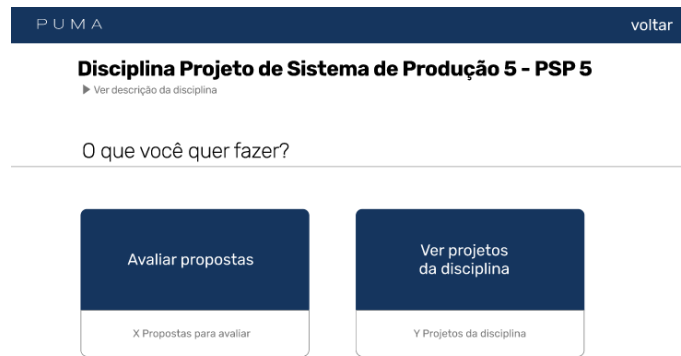 PUMA voltar
Disciplina Projeto de Sistema de Produção 5 - PSP 5
▶ Ver descrição da disciplina
O que você quer fazer?
Avaliar propostas
X Propostas para avaliar
Ver projetos
da disciplina
Y Projetos da disciplina